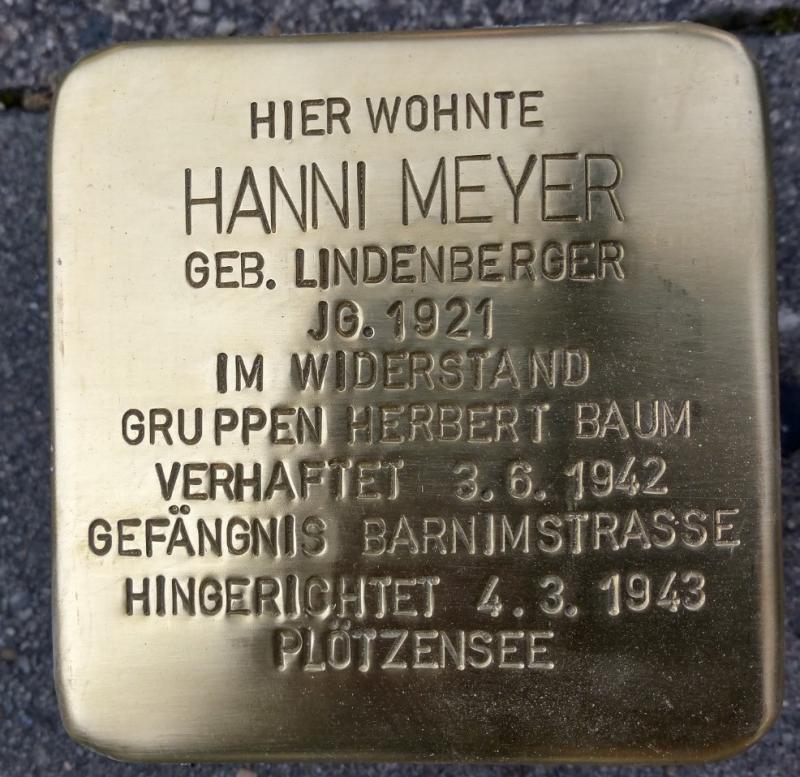 HIER WOHNTE
HANNI MEYER
GEB. LINDENBERGER
JG. 1921
IM WIDERSTAND
GRUPPEN HERBERT BAUM
VERHAFTET 3.6.1942
GEFÄNGNIS BARNIMSTRASSE
HINGERICHTET 4.3.1943
PLÖTZENSEE